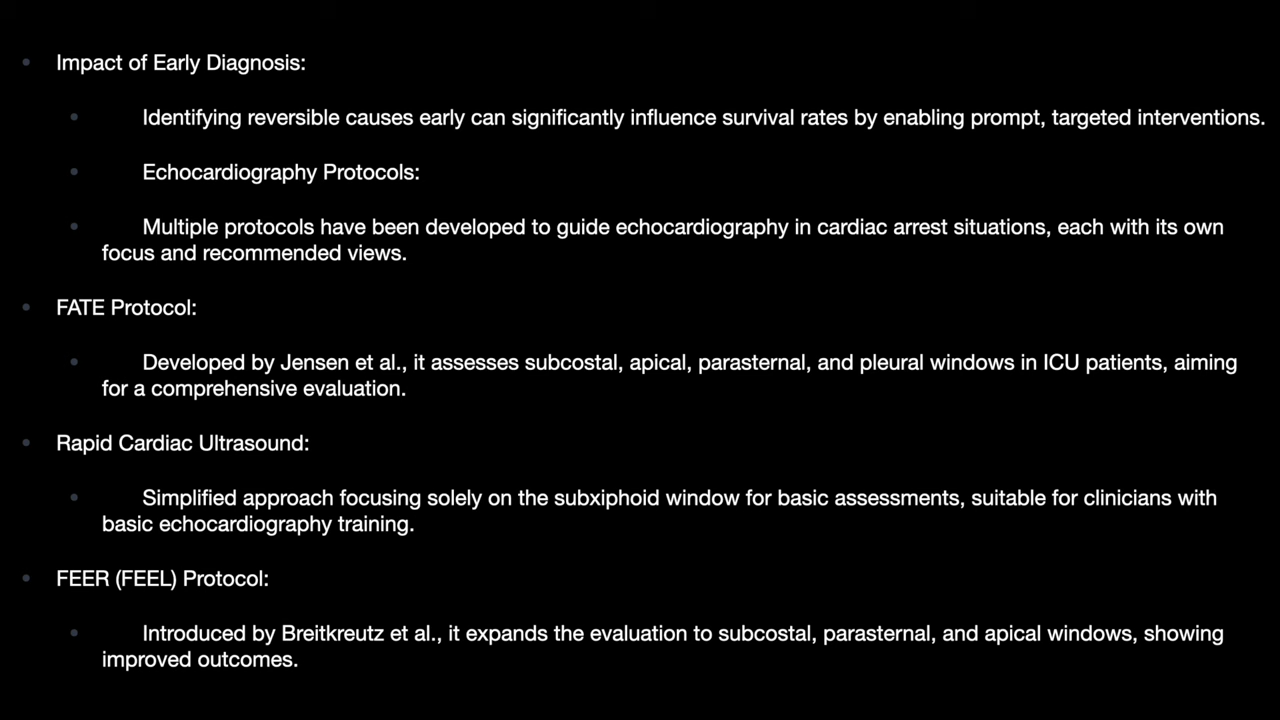 Impact of Early Diagnosis:
Identifying reversible causes early can significantly influence survival rates by enabling prompt, targeted interventions.
Echocardiography Protocols:
Multiple protocols have been developed to guide echocardiography in cardiac arrest situations, each with its own
focus and recommended views.
FATE Protocol:
Developed by Jensen et al., it assesses subcostal, apical, parasternal, and pleural windows in ICU patients, aiming
for a comprehensive evaluation.
Rapid Cardiac Ultrasound:
Simplified approach focusing solely on the subxiphoid window for basic assessments, suitable for clinicians with
basic echocardiography training.
FEER (FEEL) Protocol:
Introduced by Breitkreutz et al., it expands the evaluation to subcostal, parasternal, and apical windows, showing
improved outcomes.